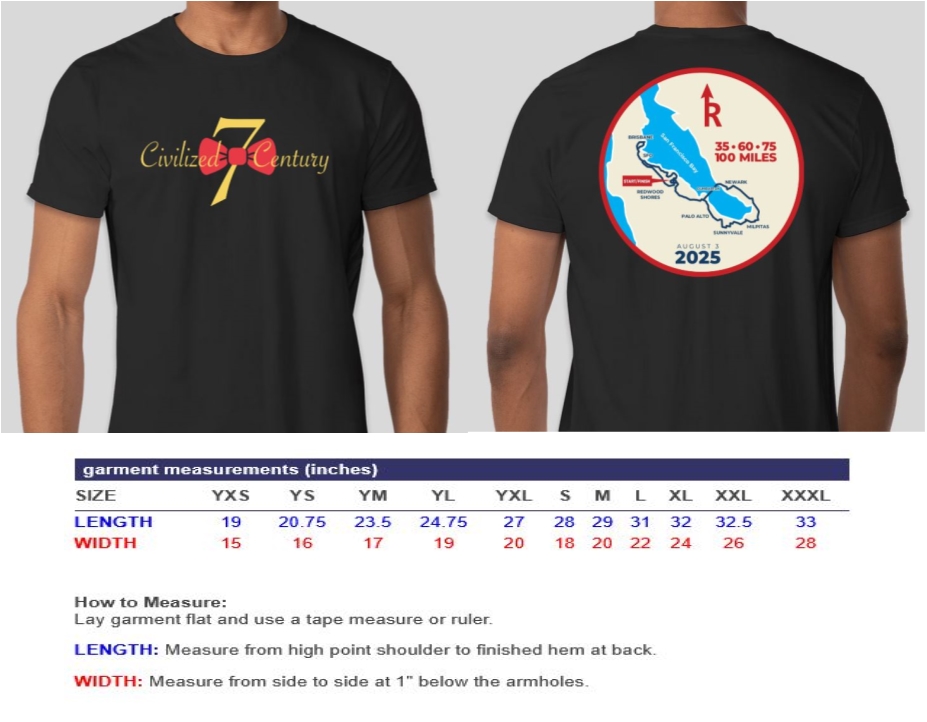 Civilized 7 Century
R
35 • 60 • 75
100 MILES
San Francisco Bay
BRISBANE
START/FINISH
REDWOOD
SHORES
NEWARK
PALO ALTO
MILPITAS
SUNNYVALE
AUGUST 3
2025
garment measurements (inches)
SIZE YXS YS YM YL YXL S M L XL XXL XXXL
LENGTH 19 20.75 23.5 24.75 27 28 29 31 32 32.5 33
WIDTH 15 16 17 19 20 18 20 22 24 26 28
How to Measure:
Lay garment flat and use a tape measure or ruler.
LENGTH: Measure from high point shoulder to finished hem at back.
WIDTH: Measure from side to side at 1" below the armholes.